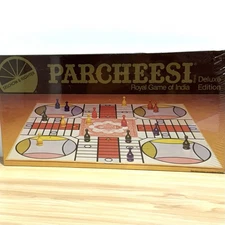 PARCHEESI
Royal Game of India
Deluxe
Edition